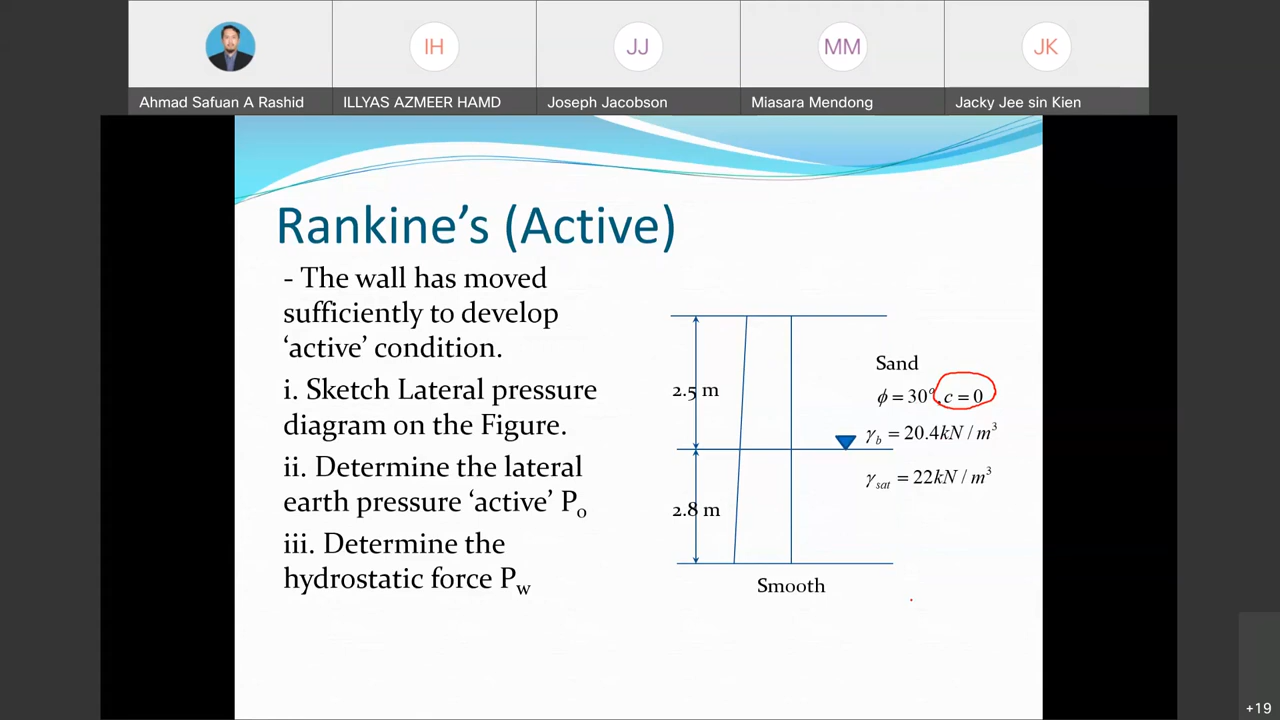 IH
JJ
MM
JK
Ahmad Safuan A Rashid
ILLYAS AZMEER HAMD
Joseph Jacobson
Miasara Mendong
Jacky Jee sin Kien
Rankine’s (Active)
- The wall has moved
sufficiently to develop
‘active’ condition.
i. Sketch Lateral pressure
diagram on the Figure.
ii. Determine the lateral
earth pressure ‘active’ Po
iii. Determine the
hydrostatic force Pw
2.5 m
2.8 m
Sand
ϕ = 30°, c = 0
γb = 20.4kN / m³
γsat = 22kN / m³
Smooth
+19